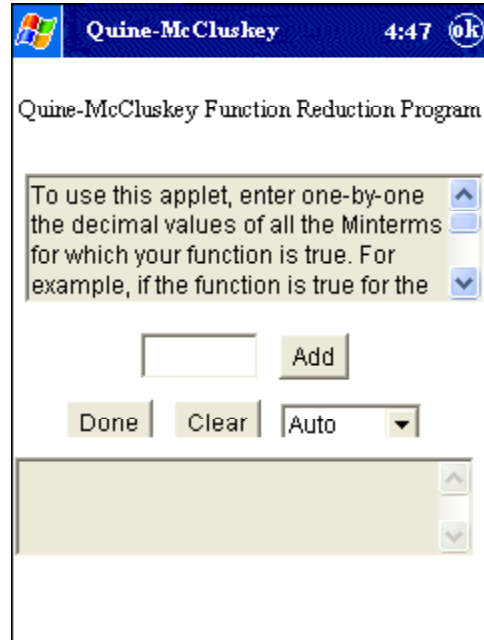 Quine-McCluskey 4:47 ok
Quine-McCluskey Function Reduction Program
To use this applet, enter one-by-one
the decimal values of all the Minterms
for which your function is true. For
example, if the function is true for the
Add
Done Clear Auto